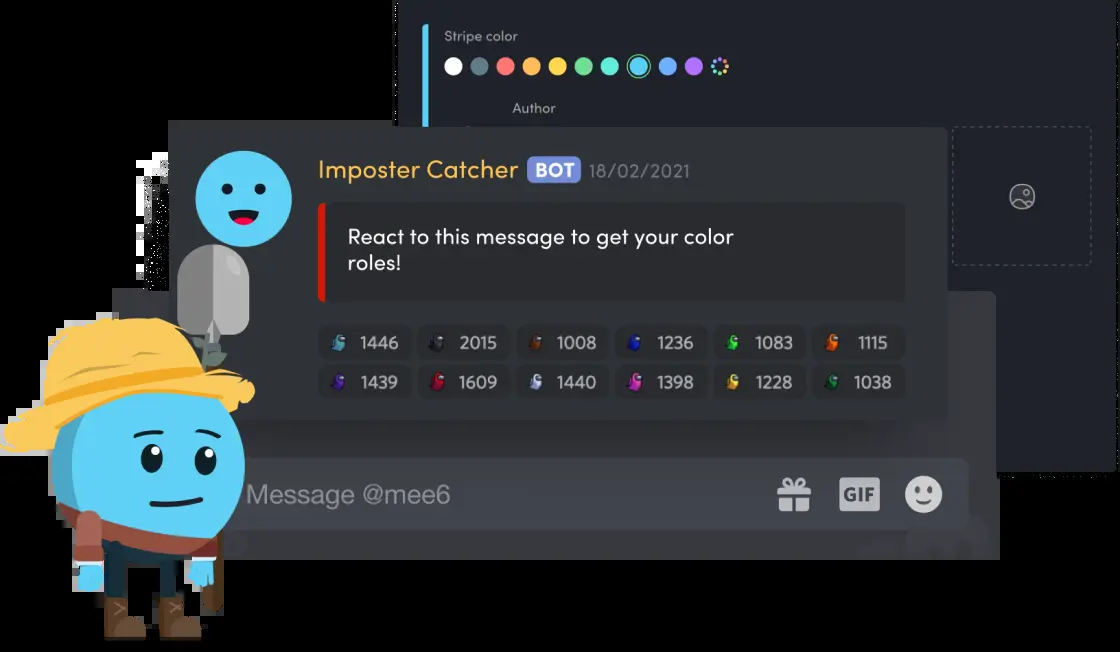 Stripe color
Author
Imposter Catcher BOT 18/02/2021
React to this message to get your color
roles!
1446 2015 1008 1236 1083 1115
1439 1609 1440 1398 1228 1038
Message @mee6
GIF